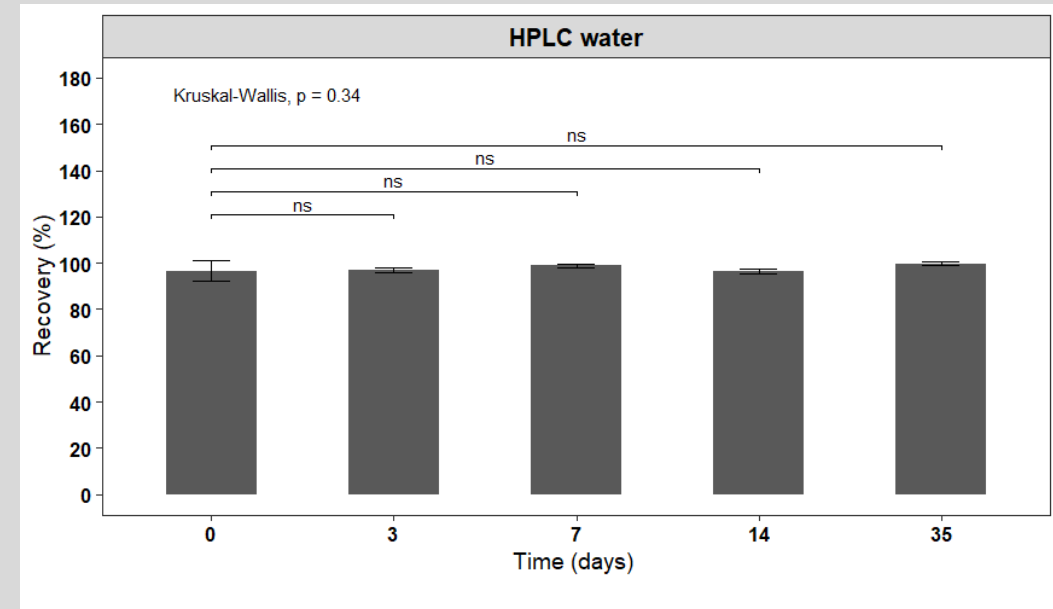 HPLC water
180
Kruskal-Wallis, p = 0.34
160
ns
140
ns
ns
120
ns
100
80
60
40
20
0
Recovery (%)
0 3 7 14 35
Time (days)